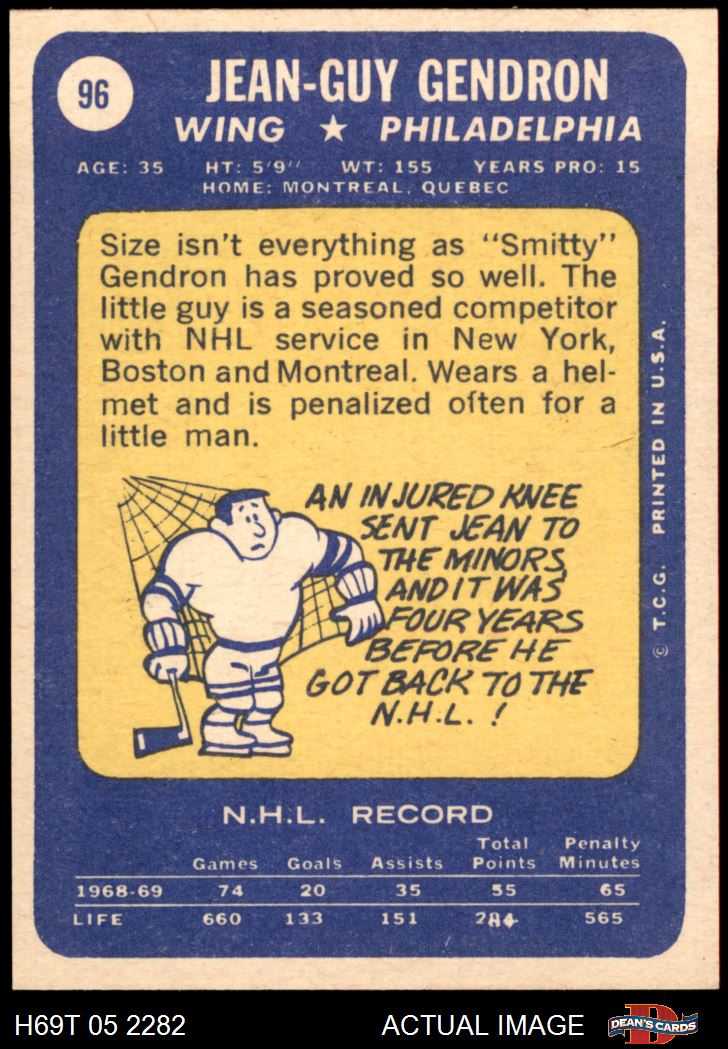 96
JEAN-GUY GENDRON
WING ★ PHILADELPHIA
AGE: 35 HT: 5'9'' WT: 155 YEARS PRO: 15
HOME: MONTREAL, QUEBEC
Size isn't everything as "Smitty"
Gendron has proved so well. The
little guy is a seasoned competitor
with NHL service in New York,
Boston and Montreal. Wears a hel-
met and is penalized often for a
little man.
AN INJURED KNEE
SENT JEAN TO
THE MINORS
AND IT WAS
FOUR YEARS
BEFORE HE
GOT BACK TO THE
N.H.L. !
© T.C.G. PRINTED IN U.S.A.
N.H.L. RECORD
Games Goals Assists Total Points Penalty Minutes
1968-69 74 20 35 55 65
LIFE 660 133 151 284 565
H69T 05 2282
ACTUAL IMAGE
DEAN'S CARDS